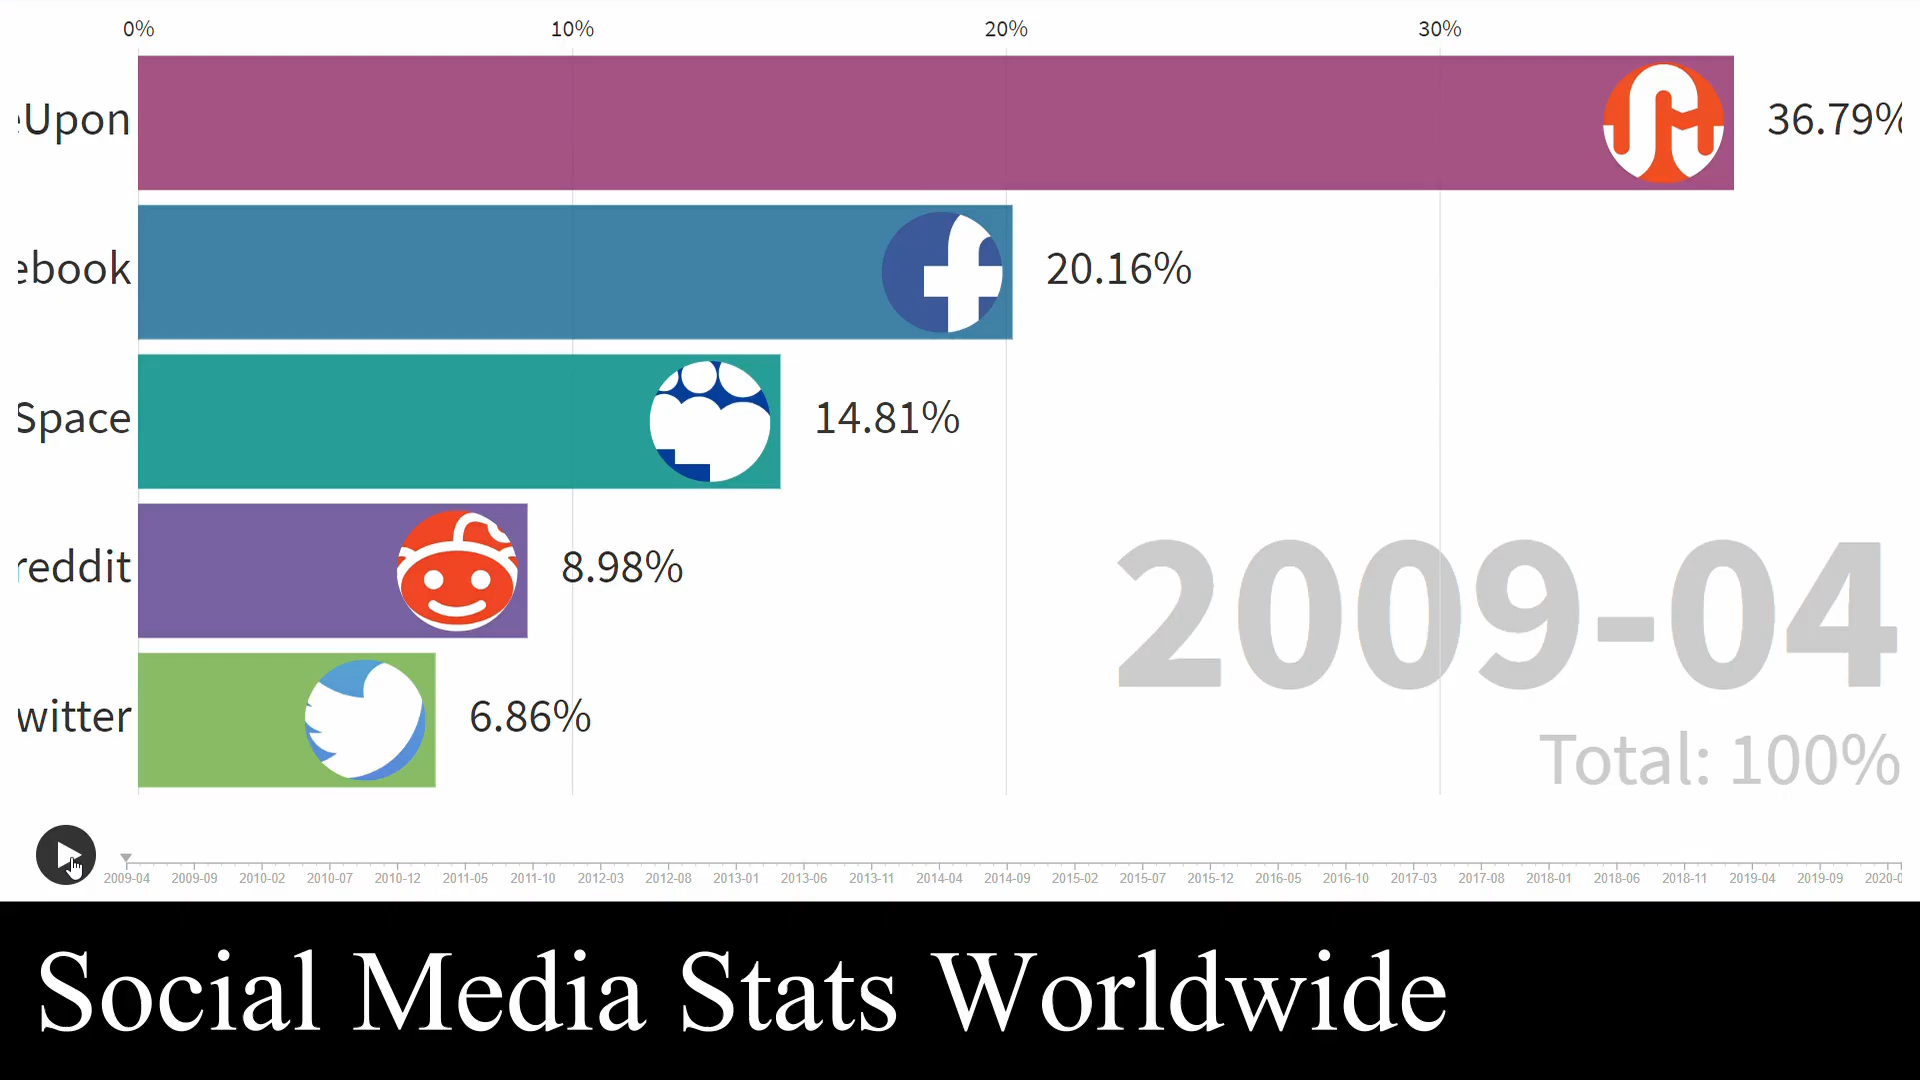 0% 10% 20% 30%
eUpon 36.79%
ebook 20.16%
Space 14.81%
reddit 8.98%
witter 6.86%
2009-04
Total: 100%
2009-04 2009-09 2010-02 2010-07 2010-12 2011-05 2011-10 2012-03 2012-08 2013-01 2013-06 2013-11 2014-04 2014-09 2015-02 2015-07 2015-12 2016-05 2016-10 2017-03 2017-08 2018-01 2018-06 2018-11 2019-04 2019-09 2020-0
Social Media Stats Worldwide